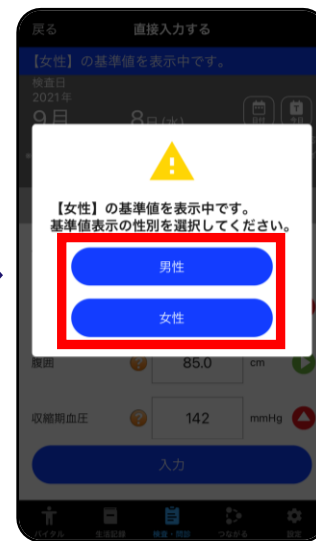 戻る 直接入力する
【女性】の基準値を表示中です。
検査日
2021年
9月 8日(水)
【女性】の基準値を表示中です。
基準値表示の性別を選択してください。
男性
女性
腹囲 ? 85.0 cm
収縮期血圧 ? 142 mmHg
入力
バイタル 生活記録 検査・問診 つながる 設定